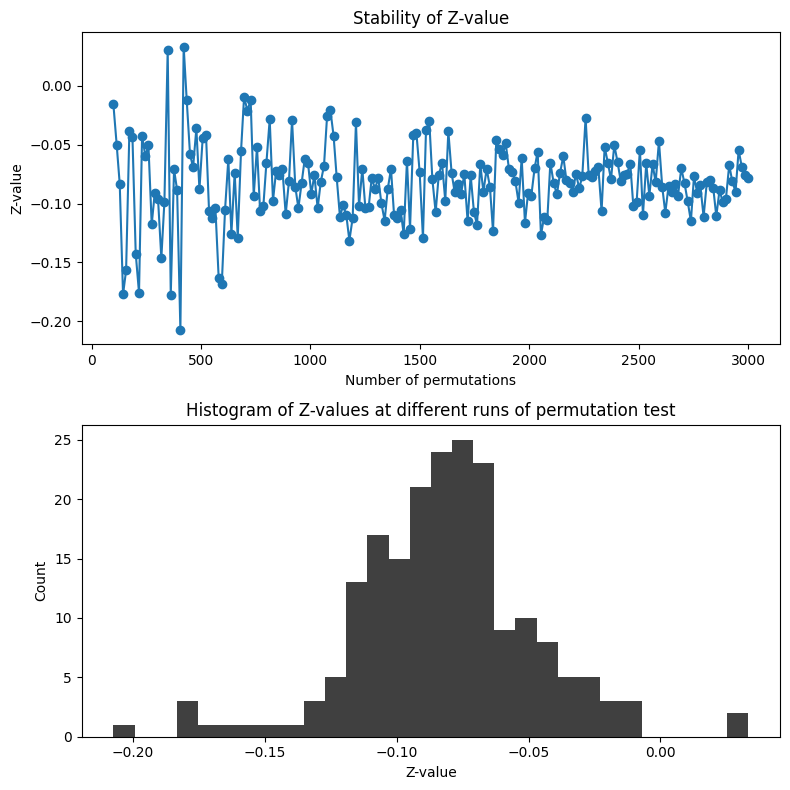 Stability of Z-value
Z-value
0.00
−0.05
−0.10
−0.15
−0.20
0 500 1000 1500 2000 2500 3000
Number of permutations
Histogram of Z-values at different runs of permutation test
Count
25
20
15
10
5
0
−0.20 −0.15 −0.10 −0.05 0.00
Z-value